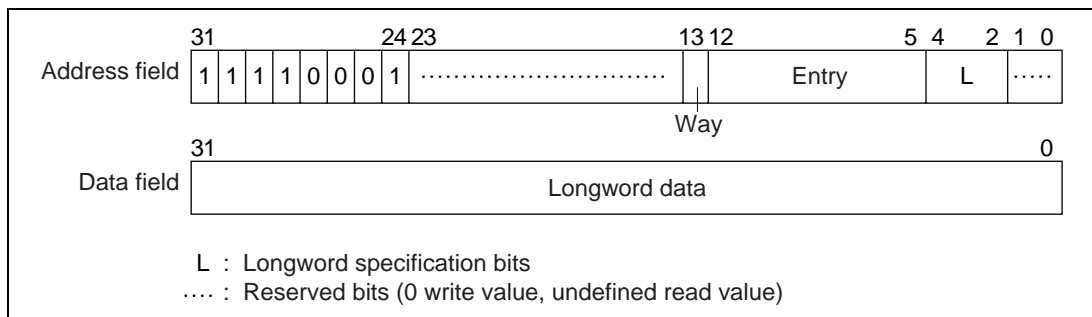 31 24 23 13 12 5 4 2 1 0
Address field 1 1 1 1 0 0 0 1 ............................... Entry L .....
Way
31 0
Data field Longword data
L : Longword specification bits
.... : Reserved bits (0 write value, undefined read value)